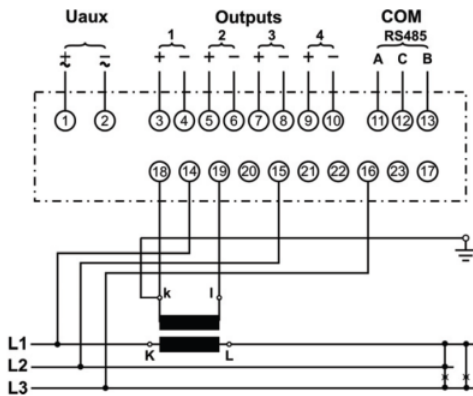 Uaux Outputs COM
1 2 3 4 RS485
+ - + - + - + - A C B
1 2 3 4 5 6 7 8 9 10 11 12 13
18 14 19 20 15 21 22 16 23 17
k l
L1 K L
L2
L3